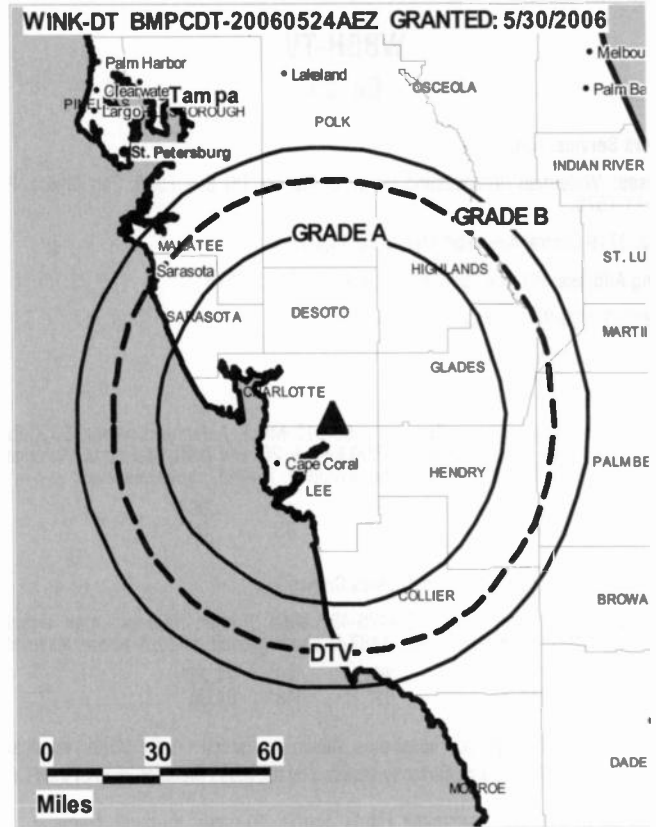 WINK-DT BMPCDT-20060524AEZ GRANTED: 5/30/2006
Palm Harbor
Melbou
Lakeland
Clearwate
OSCEOLA
Palm Ba
Tampa
Largo
POLK
St. Petersburg
INDIAN RIVER
GRADE B
GRADE A
MANATEE
ST. LU
Sarasota
HIGHLANDS
SARASOTA
DESOTO
MARTII
GLADES
CHARLOTTE
Cape Coral
HENDRY
PALMBE
LEE
COLLIER
BROWA
DTV
0 30 60
DADE
Miles
MONROE